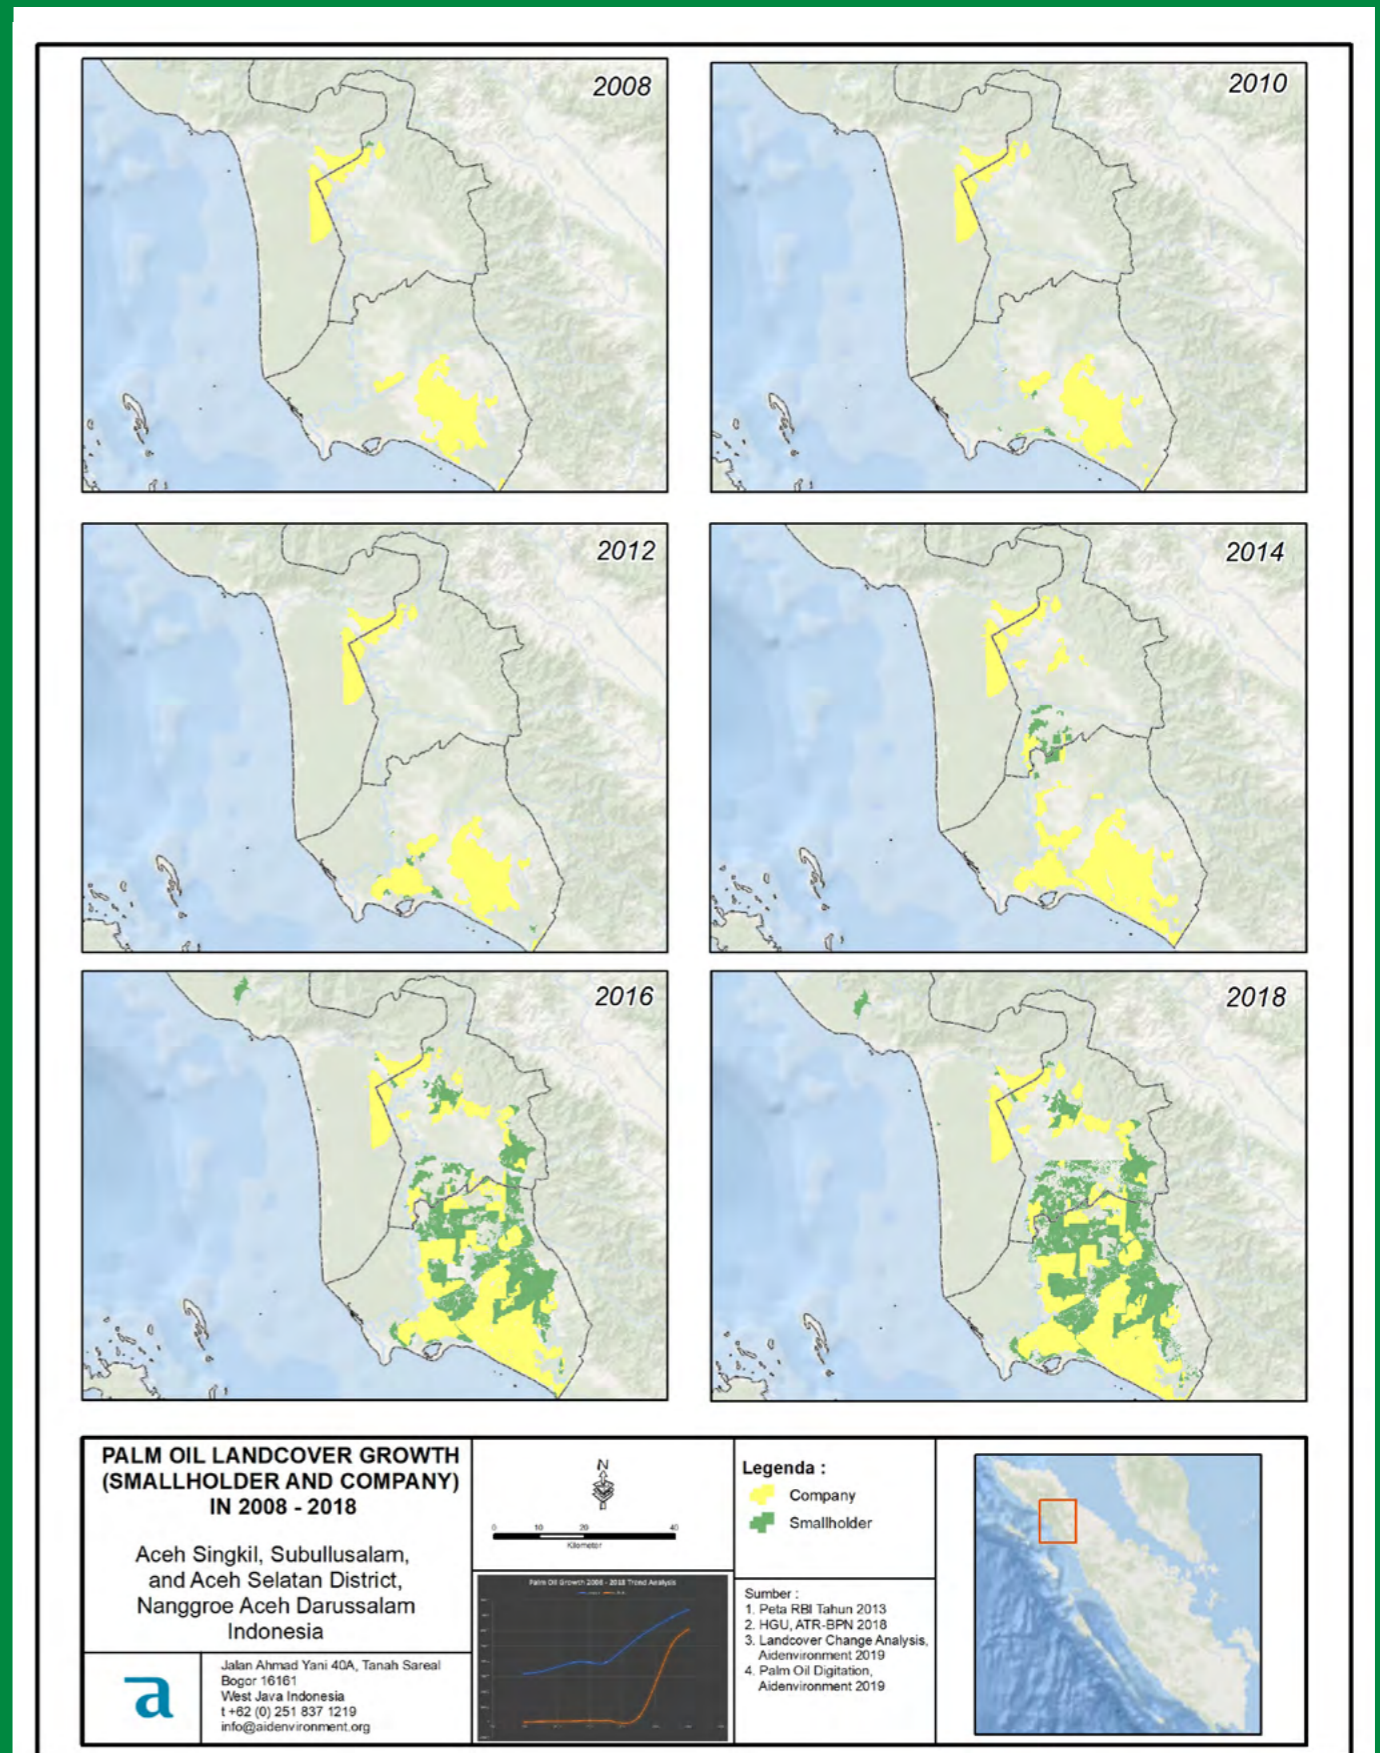 2008
2010
2012
2014
2016
2018
PALM OIL LANDCOVER GROWTH
(SMALLHOLDER AND COMPANY)
IN 2008 - 2018
Aceh Singkil, Subullusalam,
and Aceh Selatan District,
Nanggroe Aceh Darussalam
Indonesia
a
Jalan Ahmad Yani 40A, Tanah Sareal
Bogor 16161
West Java Indonesia
t +62 (0) 251 837 1219
info@aidenvironment.org
N
0 10 20 40
Kilometer
Palm Oil Growth 2008 - 2018 Trend Analysis
Legenda :
Company
Smallholder
Sumber :
1. Peta RBI Tahun 2013
2. HGU, ATR-BPN 2018
3. Landcover Change Analysis,
Aidenvironment 2019
4. Palm Oil Digitation,
Aidenvironment 2019